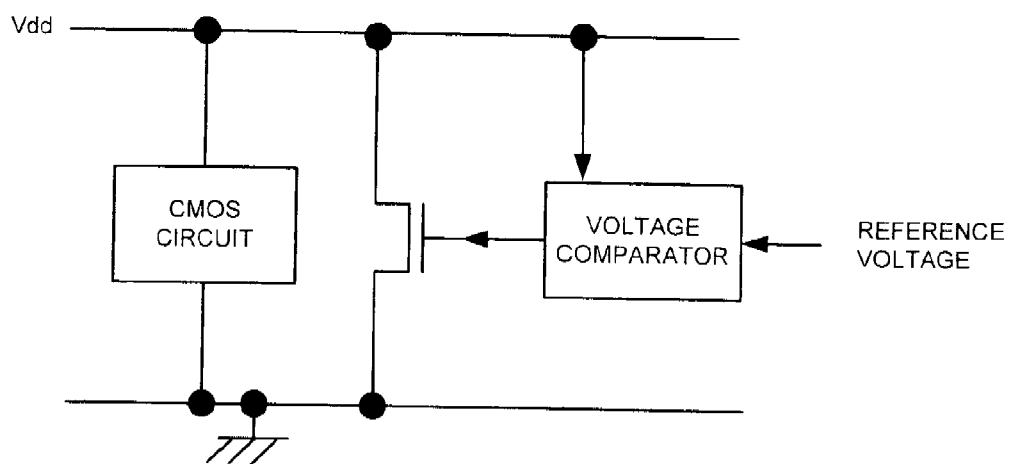 Vdd
CMOS
CIRCUIT
VOLTAGE
COMPARATOR
REFERENCE
VOLTAGE